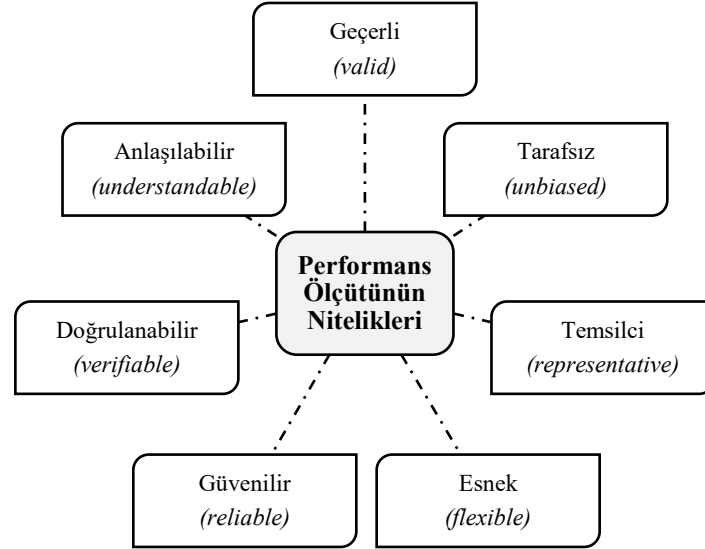 Geçerli
(valid)
Anlaşılabilir
(understandable)
Tarafsız
(unbiased)
Performans
Ölçütünün
Nitelikleri
Doğrulanabilir
(verifiable)
Temsilci
(representative)
Güvenilir
(reliable)
Esnek
(flexible)